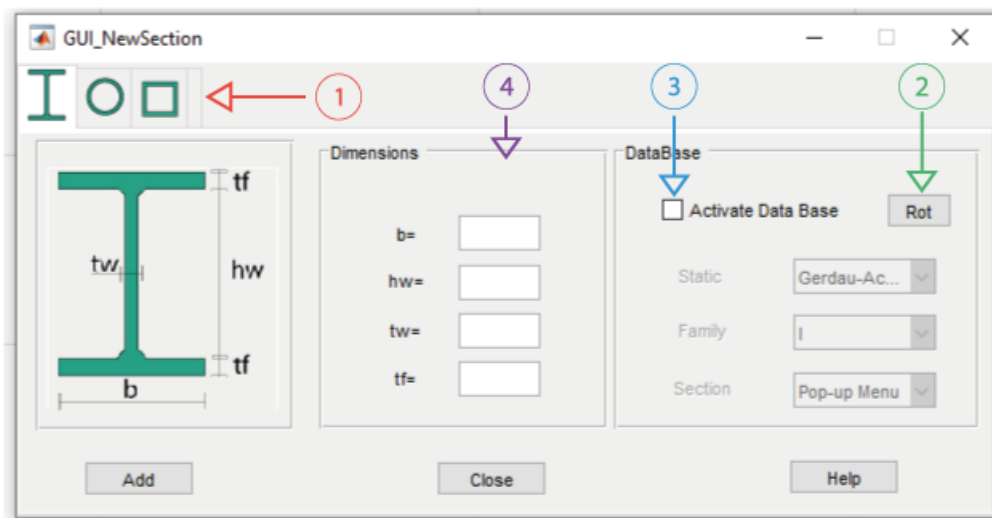 GUI_NewSection
1
4
3
2
tf
tw
hw
tf
b
Dimensions
b=
hw=
tw=
tf=
DataBase
Activate Data Base
Rot
Static
Gerdau-Ac...
Family
I
Section
Pop-up Menu
Add
Close
Help